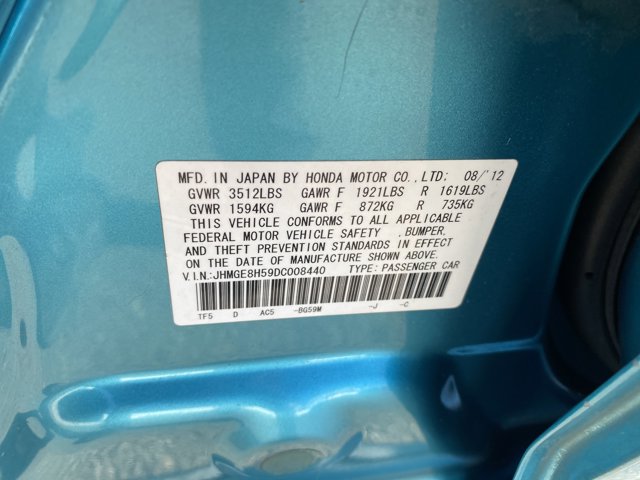 MFD. IN JAPAN BY HONDA MOTOR CO.,LTD: 08/'12
GVWR 3512LBS GAWR F 1921LBS R 1619LBS
GVWR 1594KG GAWR F 872KG R 735KG
THIS VEHICLE CONFORMS TO ALL APPLICABLE
FEDERAL MOTOR VEHICLE SAFETY ,BUMPER,
AND THEFT PREVENTION STANDARDS IN EFFECT
ON THE DATE OF MANUFACTURE SHOWN ABOVE.
V.I.N.:JHMGE8H59DC008440 TYPE: PASSENGER CAR
TF5 D AC5 -BG59M -J -C